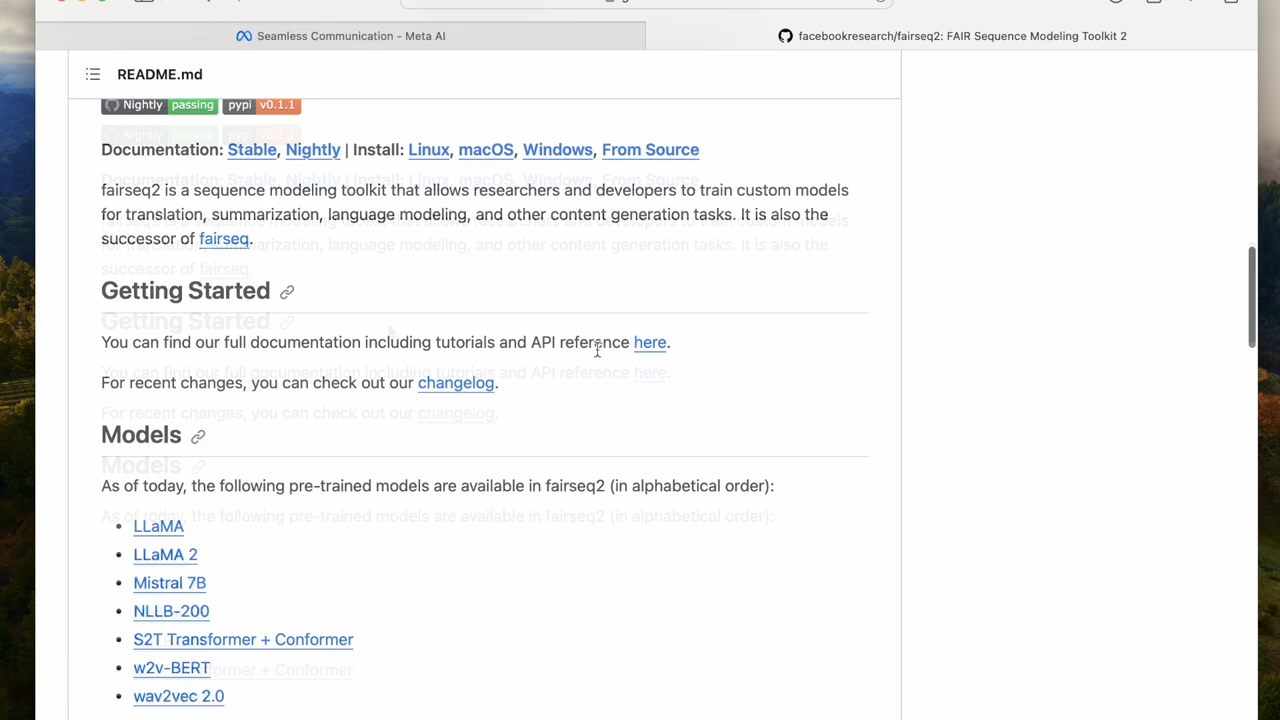 Seamless Communication - Meta AI
facebookresearch/fairseq2: FAIR Sequence Modeling Toolkit 2
README.md
Nightly passing pypi v0.1.1
Documentation: Stable, Nightly | Install: Linux, macOS, Windows, From Source
fairseq2 is a sequence modeling toolkit that allows researchers and developers to train custom models
for translation, summarization, language modeling, and other content generation tasks. It is also the
successor of fairseq.
Getting Started
You can find our full documentation including tutorials and API reference here.
For recent changes, you can check out our changelog.
Models
As of today, the following pre-trained models are available in fairseq2 (in alphabetical order):
• LLaMA
• LLaMA 2
• Mistral 7B
• NLLB-200
• S2T Transformer + Conformer
• w2v-BERT
• wav2vec 2.0